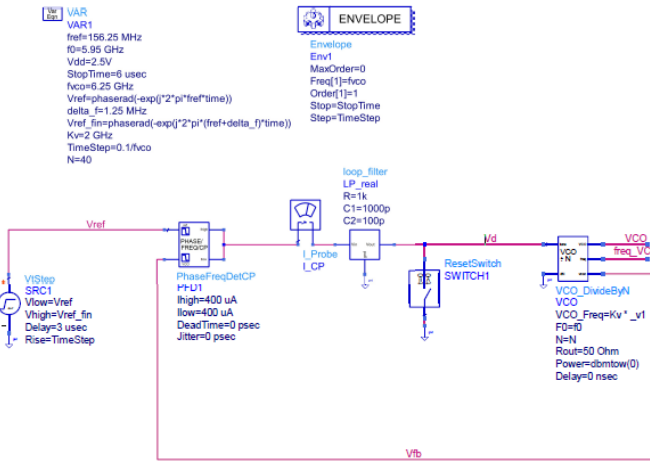 Var
Eqn
VAR
VAR1
fref=156.25 MHz
f0=5.95 GHz
Vdd=2.5V
StopTime=6 usec
fvco=6.25 GHz
Vref=phaserad(-exp(j*2*pi*fref*time))
delta_f=1.25 MHz
Vref_fin=phaserad(-exp(j*2*pi*(fref+delta_f)*time))
Kv=2 GHz
TimeStep=0.1/fvco
N=40
ENVELOPE
Envelope
Env1
MaxOrder=0
Freq[1]=fvco
Order[1]=1
Stop=StopTime
Step=TimeStep
loop_filter
LP_real
R=1k
C1=1000p
C2=100p
Vref
PHASE/
FREQ/CP
I_Probe
I_CP
Vd
VCO
freq_VC
VCO
÷ N
ResetSwitch
SWITCH1
VtStep
SRC1
Vlow=Vref
Vhigh=Vref_fin
Delay=3 usec
Rise=TimeStep
PhaseFreqDetCP
PFD1
Ihigh=400 uA
Ilow=400 uA
DeadTime=0 psec
Jitter=0 psec
VCO_DivideByN
VCO
VCO_Freq=Kv * _v1
F0=f0
N=N
Rout=50 Ohm
Power=dbmtow(0)
Delay=0 nsec
Vfb